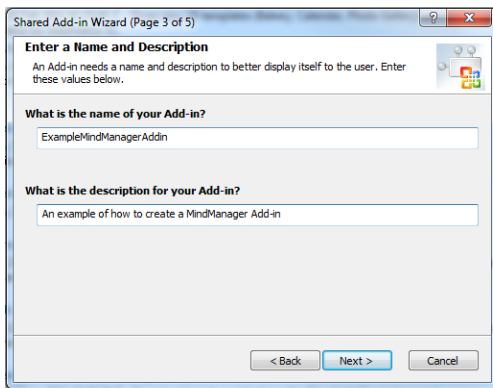 Shared Add-in Wizard (Page 3 of 5)
Enter a Name and Description
An Add-in needs a name and description to better display itself to the user. Enter
these values below.
What is the name of your Add-in?
ExampleMindManagerAddin
What is the description for your Add-in?
An example of how to create a MindManager Add-in
< Back
Next >
Cancel